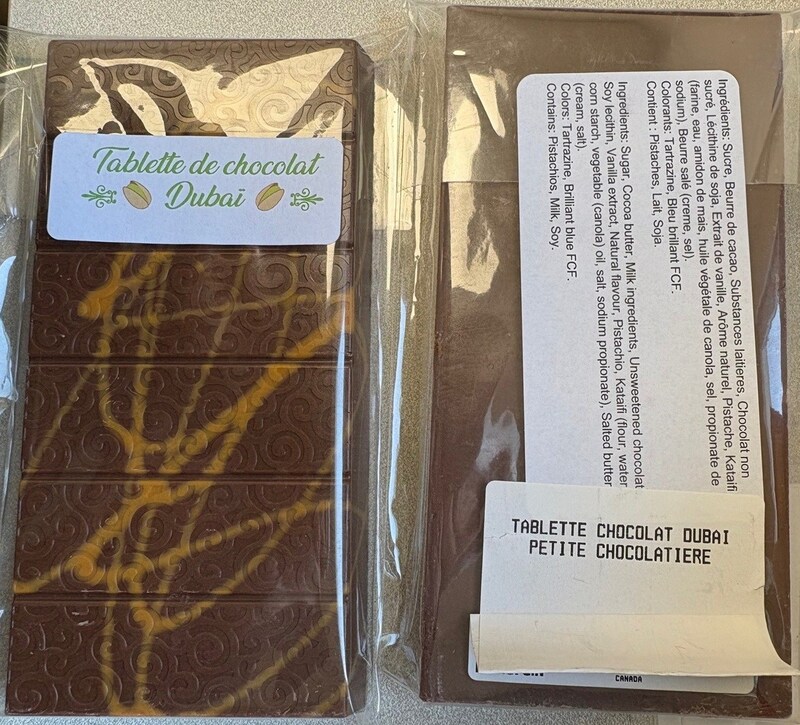 Tablette de chocolat
Dubaï
Ingrédients: Sucre, Beurre de cacao, Substances laitieres, Chocolat non
sucré, Lécithine de soja, Extrait de vanille, Arôme naturel, Pistache, Kataifi
(farine, eau, amidon de mais, huile végétale de canola, sel, propionate de
sodium), Beurre salé (creme, sel).
Colorants: Tartrazine, Bleu brillant FCF.
Contient : Pistaches, Lait, Soja.
Ingredients: Sugar, Cocoa butter, Milk ingredients, Unsweetened chocolat
Soy lecithin, Vanilla extract, Natural flavour, Pistachio, Kataifi (flour, water
corn starch, vegetable (canola) oil, salt, sodium propionate), Salted butter
(cream, salt).
Colors: Tartrazine, Brilliant blue FCF.
Contains: Pistachios, Milk, Soy.
TABLETTE CHOCOLAT DUBAI
PETITE CHOCOLATIERE
CANADA